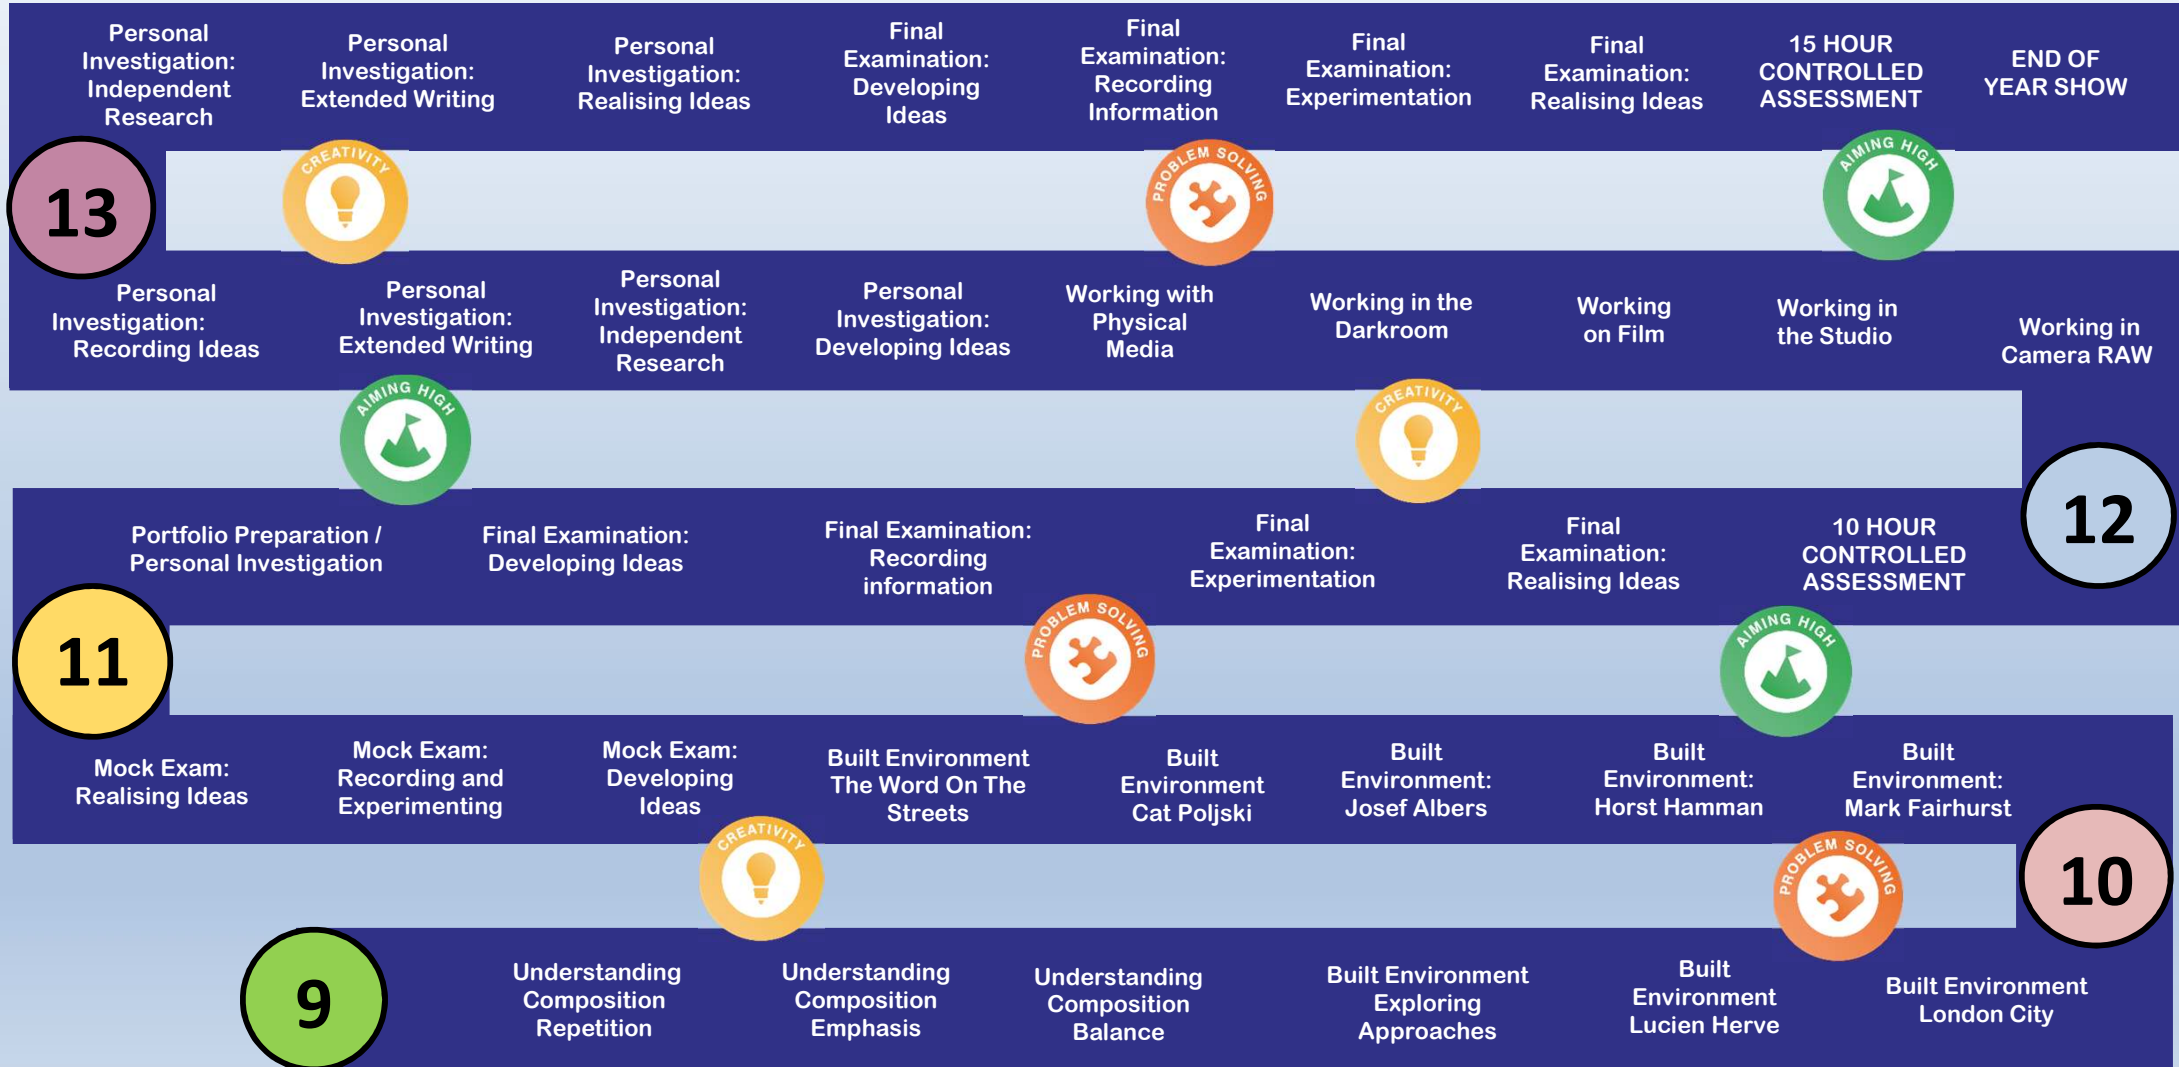 Personal
Investigation:
Independent
Research
Personal
Investigation:
Extended Writing
Personal
Investigation:
Realising Ideas
Final
Examination:
Developing
Ideas
Final
Examination:
Recording
Information
Final
Examination:
Experimentation
Final
Examination:
Realising Ideas
15 HOUR
CONTROLLED
ASSESSMENT
END OF
YEAR SHOW
13
CREATIVITY
PROBLEM SOLVING
AIMING HIGH
Personal
Investigation:
Recording Ideas
Personal
Investigation:
Extended Writing
Personal
Investigation:
Independent
Research
Personal
Investigation:
Developing Ideas
Working with
Physical
Media
Working in the
Darkroom
Working
on Film
Working in
the Studio
Working in
Camera RAW
AIMING HIGH
CREATIVITY
12
Portfolio Preparation /
Personal Investigation
Final Examination:
Developing Ideas
Final Examination:
Recording
information
Final
Examination:
Experimentation
Final
Examination:
Realising Ideas
10 HOUR
CONTROLLED
ASSESSMENT
11
PROBLEM SOLVING
AIMING HIGH
Mock Exam:
Realising Ideas
Mock Exam:
Recording and
Experimenting
Mock Exam:
Developing
Ideas
Built Environment
The Word On The
Streets
Built
Environment
Cat Poljski
Built
Environment:
Josef Albers
Built
Environment:
Horst Hamman
Built
Environment:
Mark Fairhurst
CREATIVITY
PROBLEM SOLVING
10
9
Understanding
Composition
Repetition
Understanding
Composition
Emphasis
Understanding
Composition
Balance
Built Environment
Exploring
Approaches
Built
Environment
Lucien Herve
Built Environment
London City